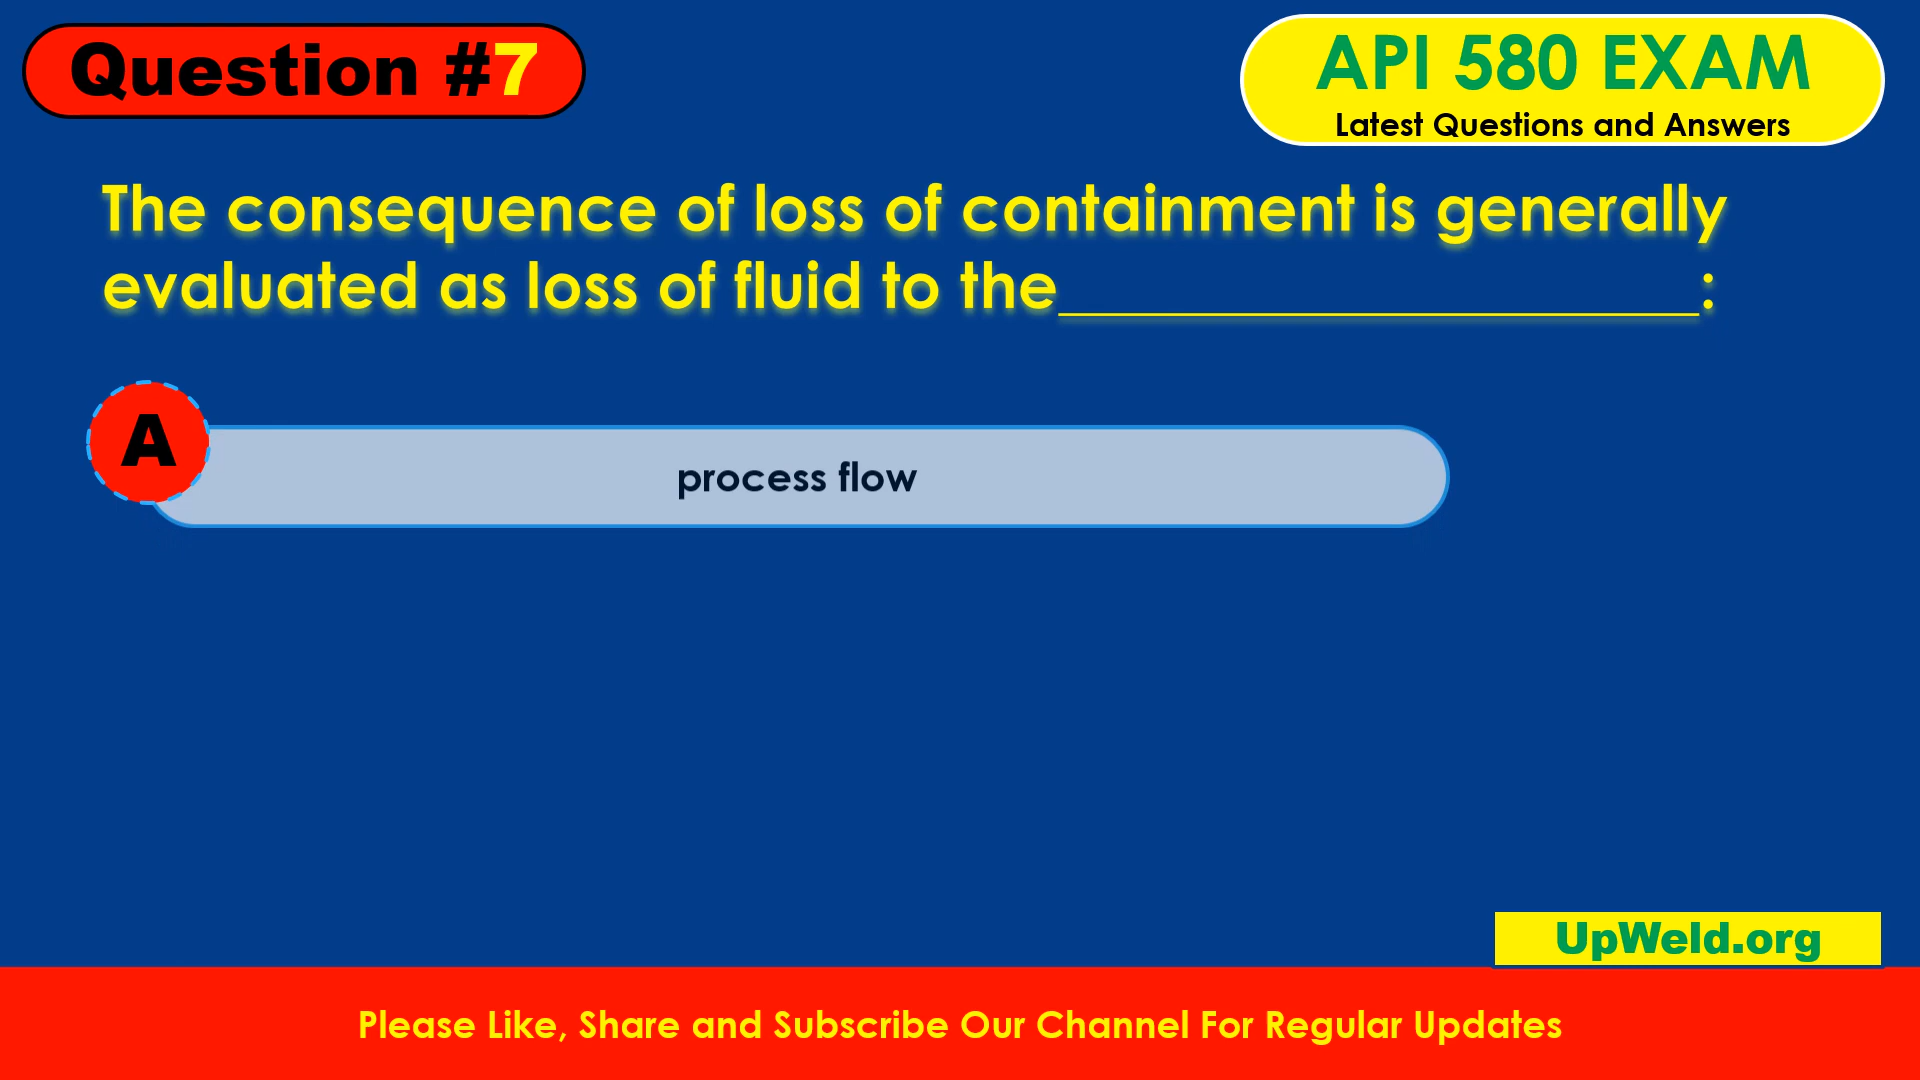 Question #7
API 580 EXAM
Latest Questions and Answers
The consequence of loss of containment is generally
evaluated as loss of fluid to the____________________:
A
process flow
UpWeld.org
Please Like, Share and Subscribe Our Channel For Regular Updates